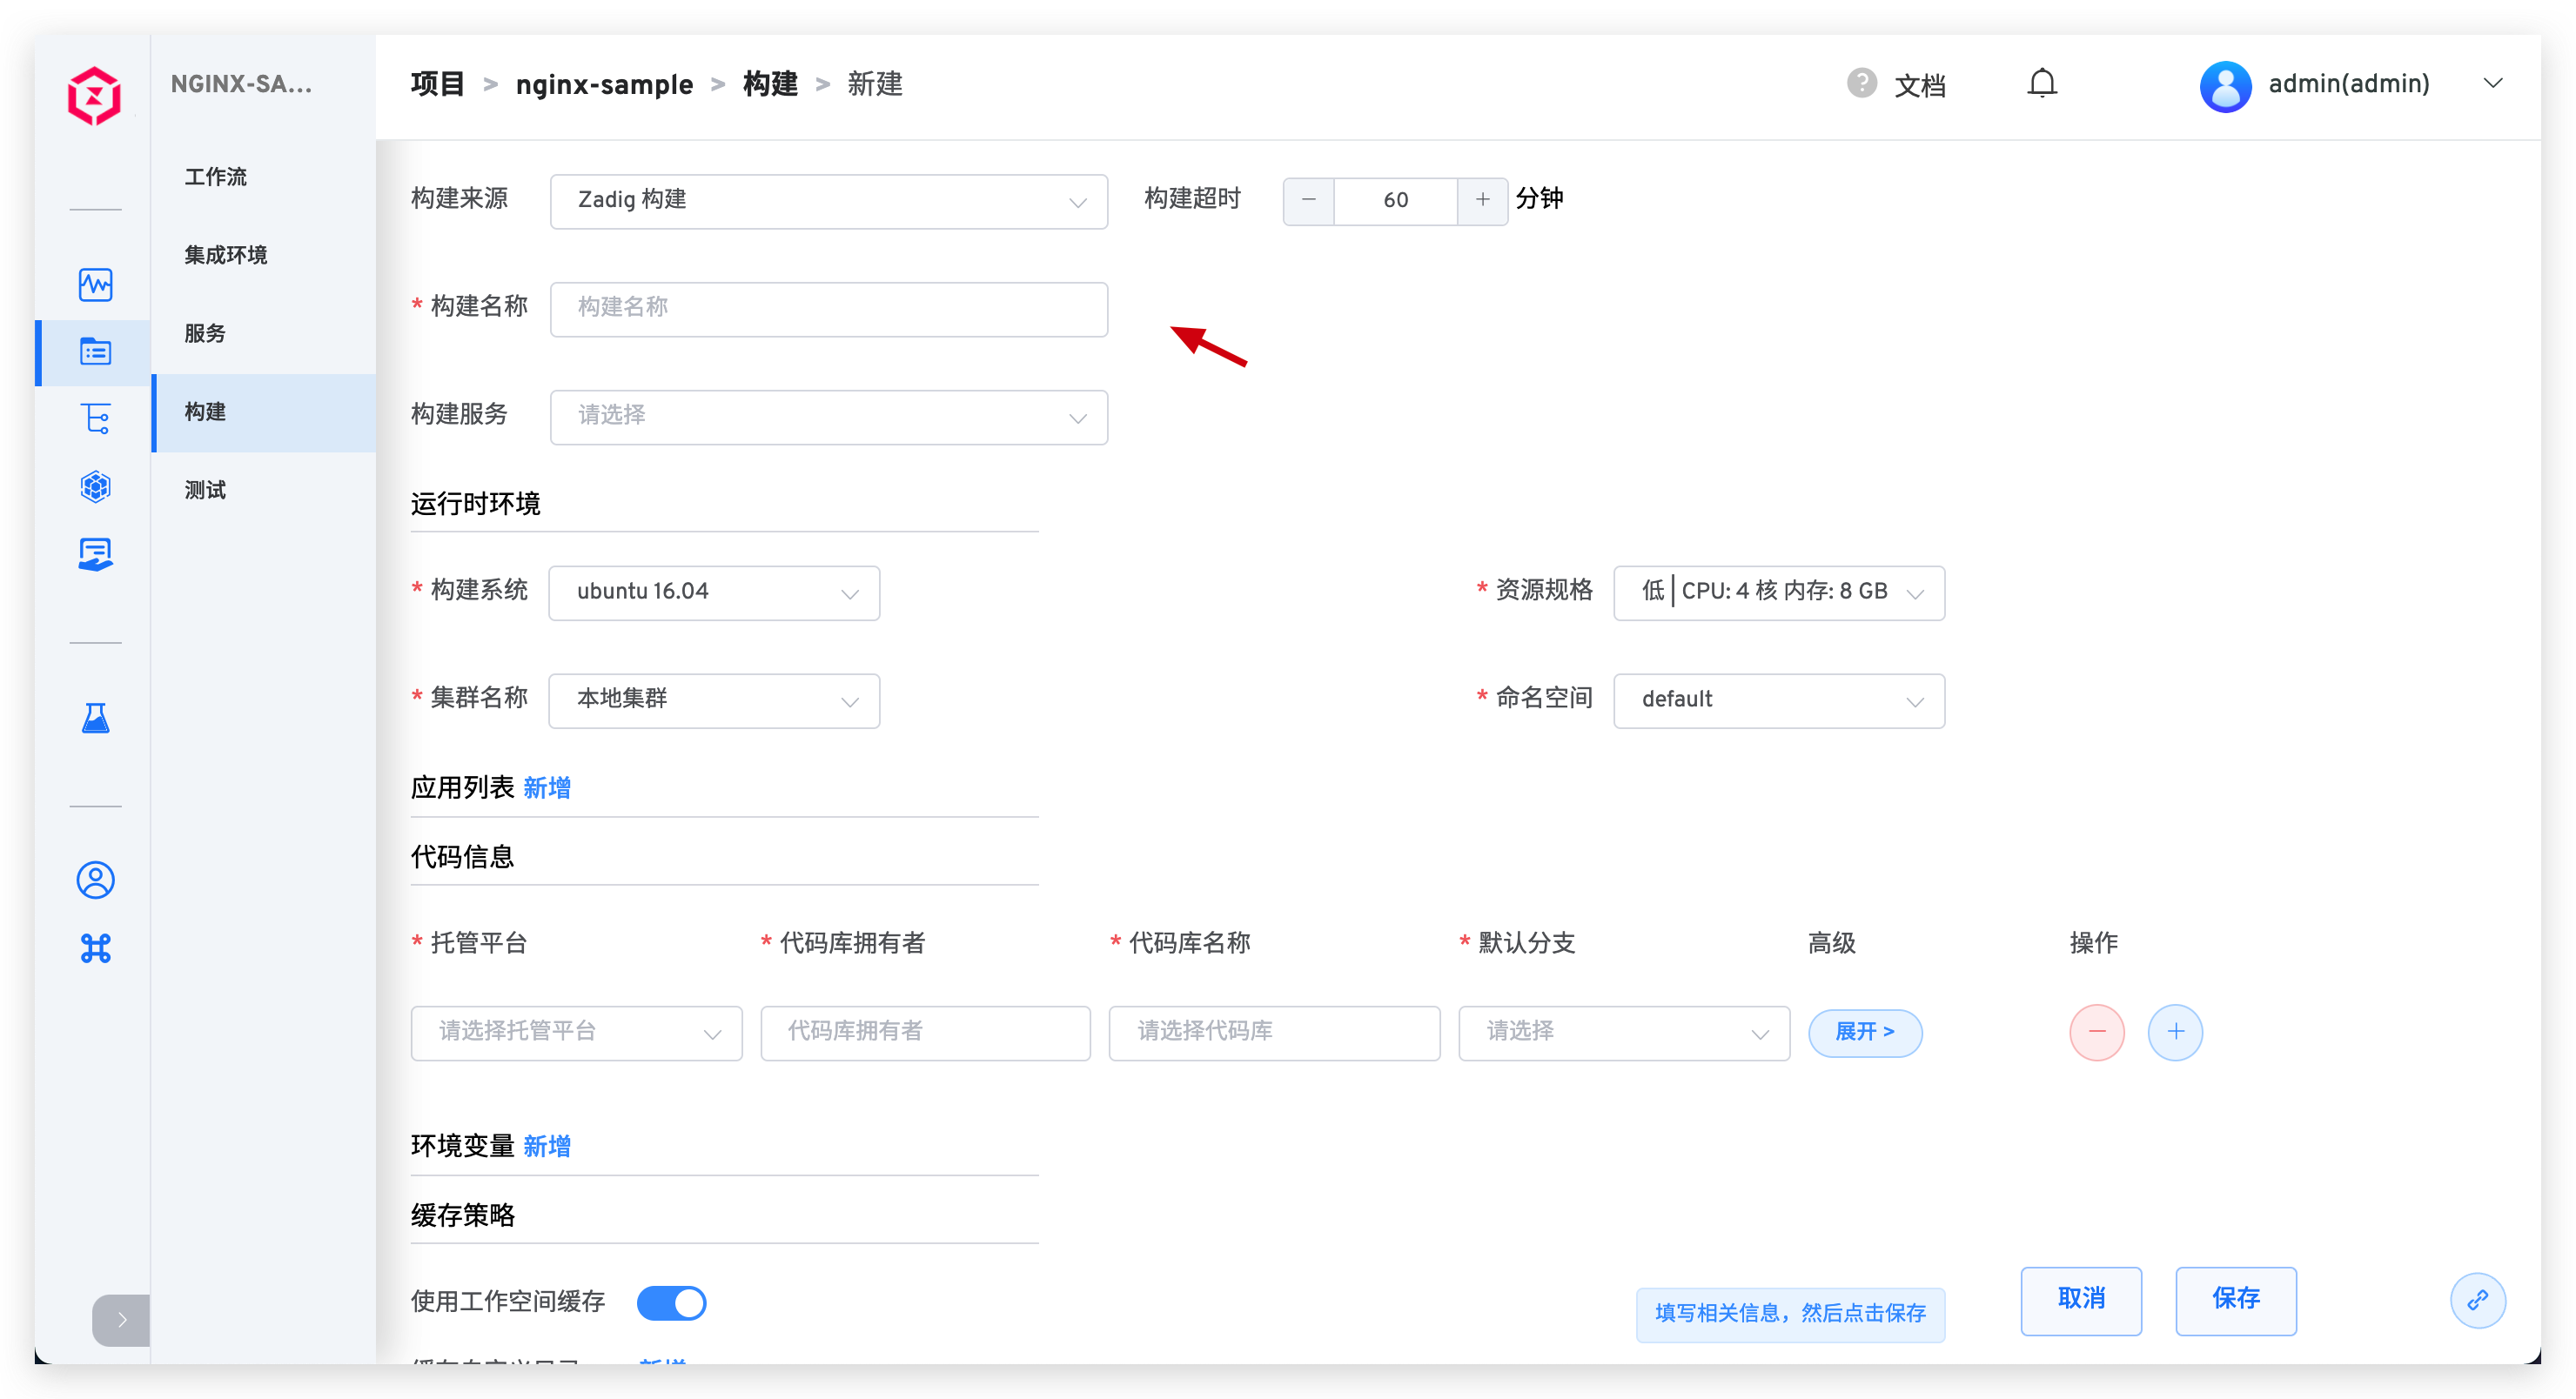 NGINX-SA...
项目 > nginx-sample > 构建 > 新建
? 文档
admin(admin)
工作流
集成环境
服务
构建
测试
构建来源 Zadig 构建
构建超时 − 60 + 分钟
* 构建名称 构建名称
构建服务 请选择
运行时环境
* 构建系统 ubuntu 16.04
* 资源规格 低 | CPU: 4 核 内存: 8 GB
* 集群名称 本地集群
* 命名空间 default
应用列表 新增
代码信息
* 托管平台 * 代码库拥有者 * 代码库名称 * 默认分支 高级 操作
请选择托管平台 代码库拥有者 请选择代码库 请选择 展开 > − +
环境变量 新增
缓存策略
使用工作空间缓存
填写相关信息，然后点击保存
取消
保存